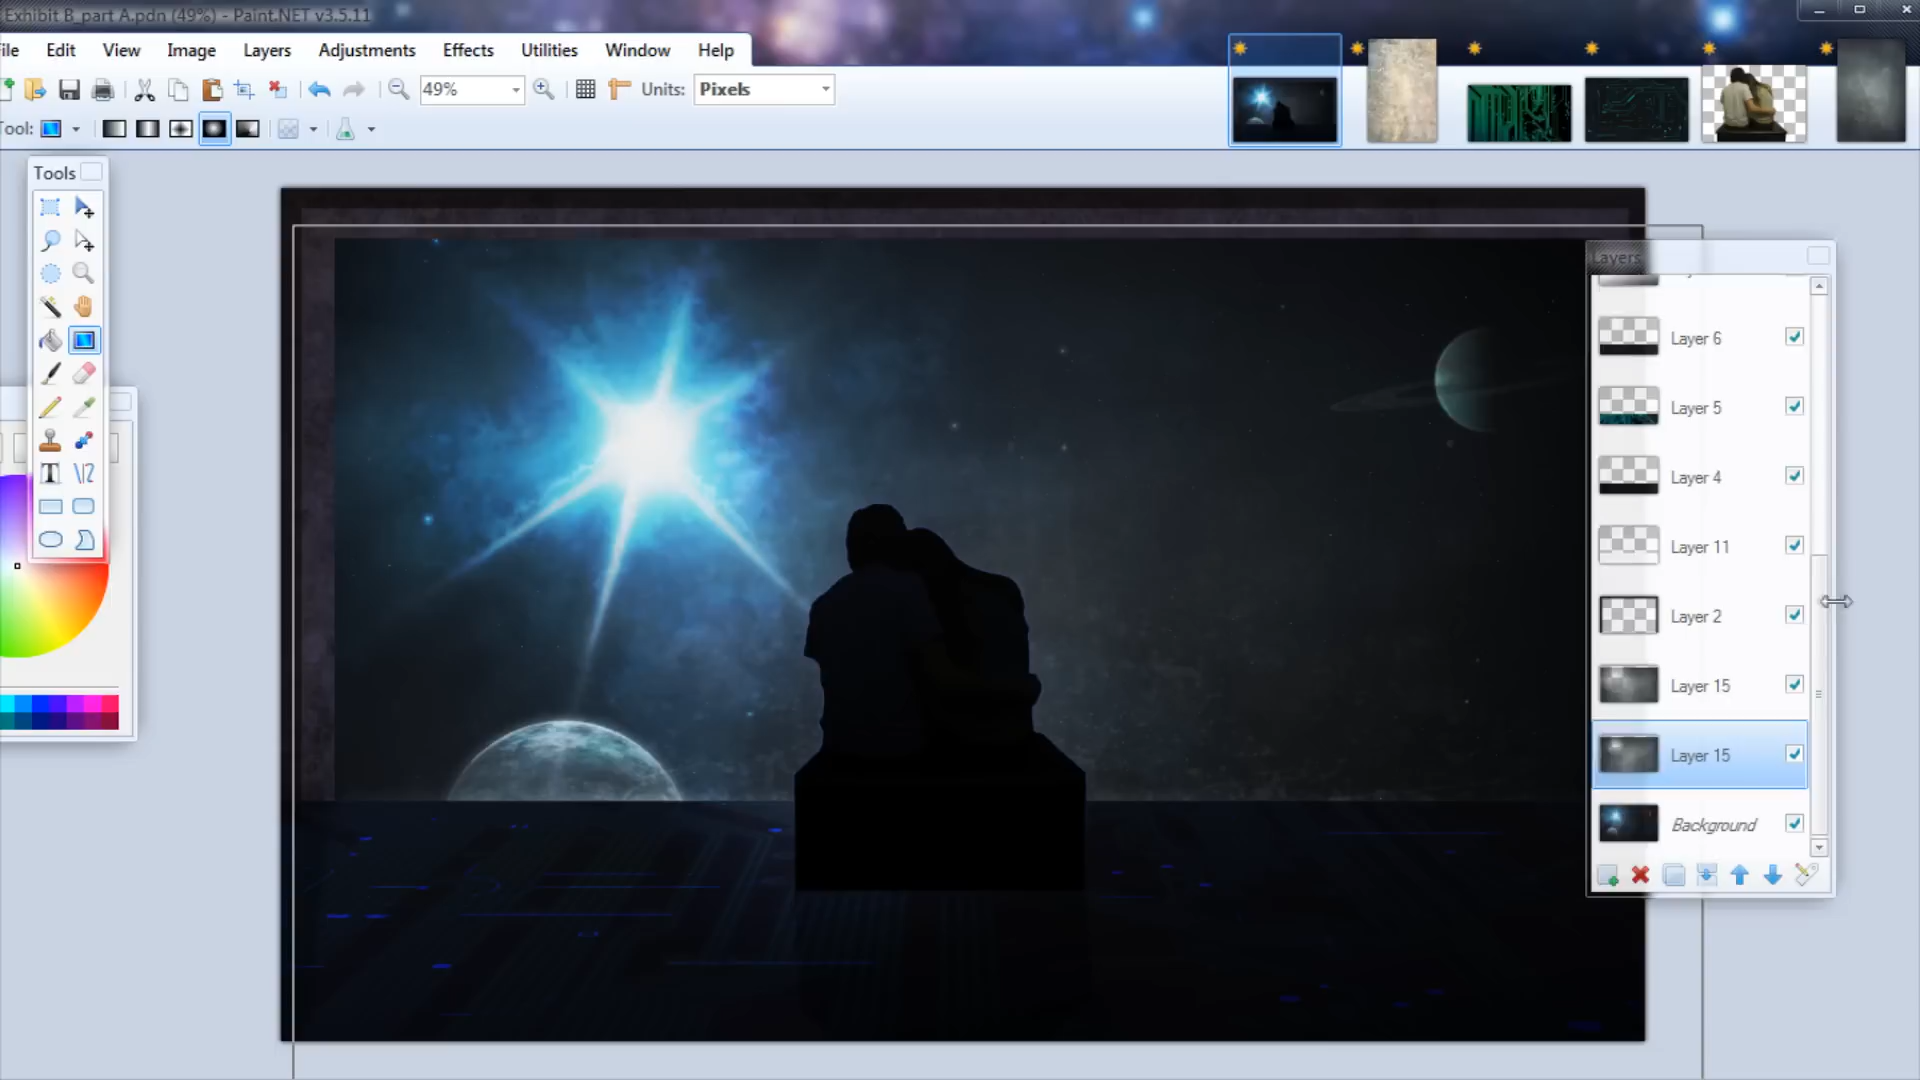 Exhibit B_part A.pdn (49%) - Paint.NET v3.5.11
ile Edit View Image Layers Adjustments Effects Utilities Window Help
49% Units: Pixels
ool:
Tools
Layers
Layer 6
Layer 5
Layer 4
Layer 11
Layer 2
Layer 15
Layer 15
Background